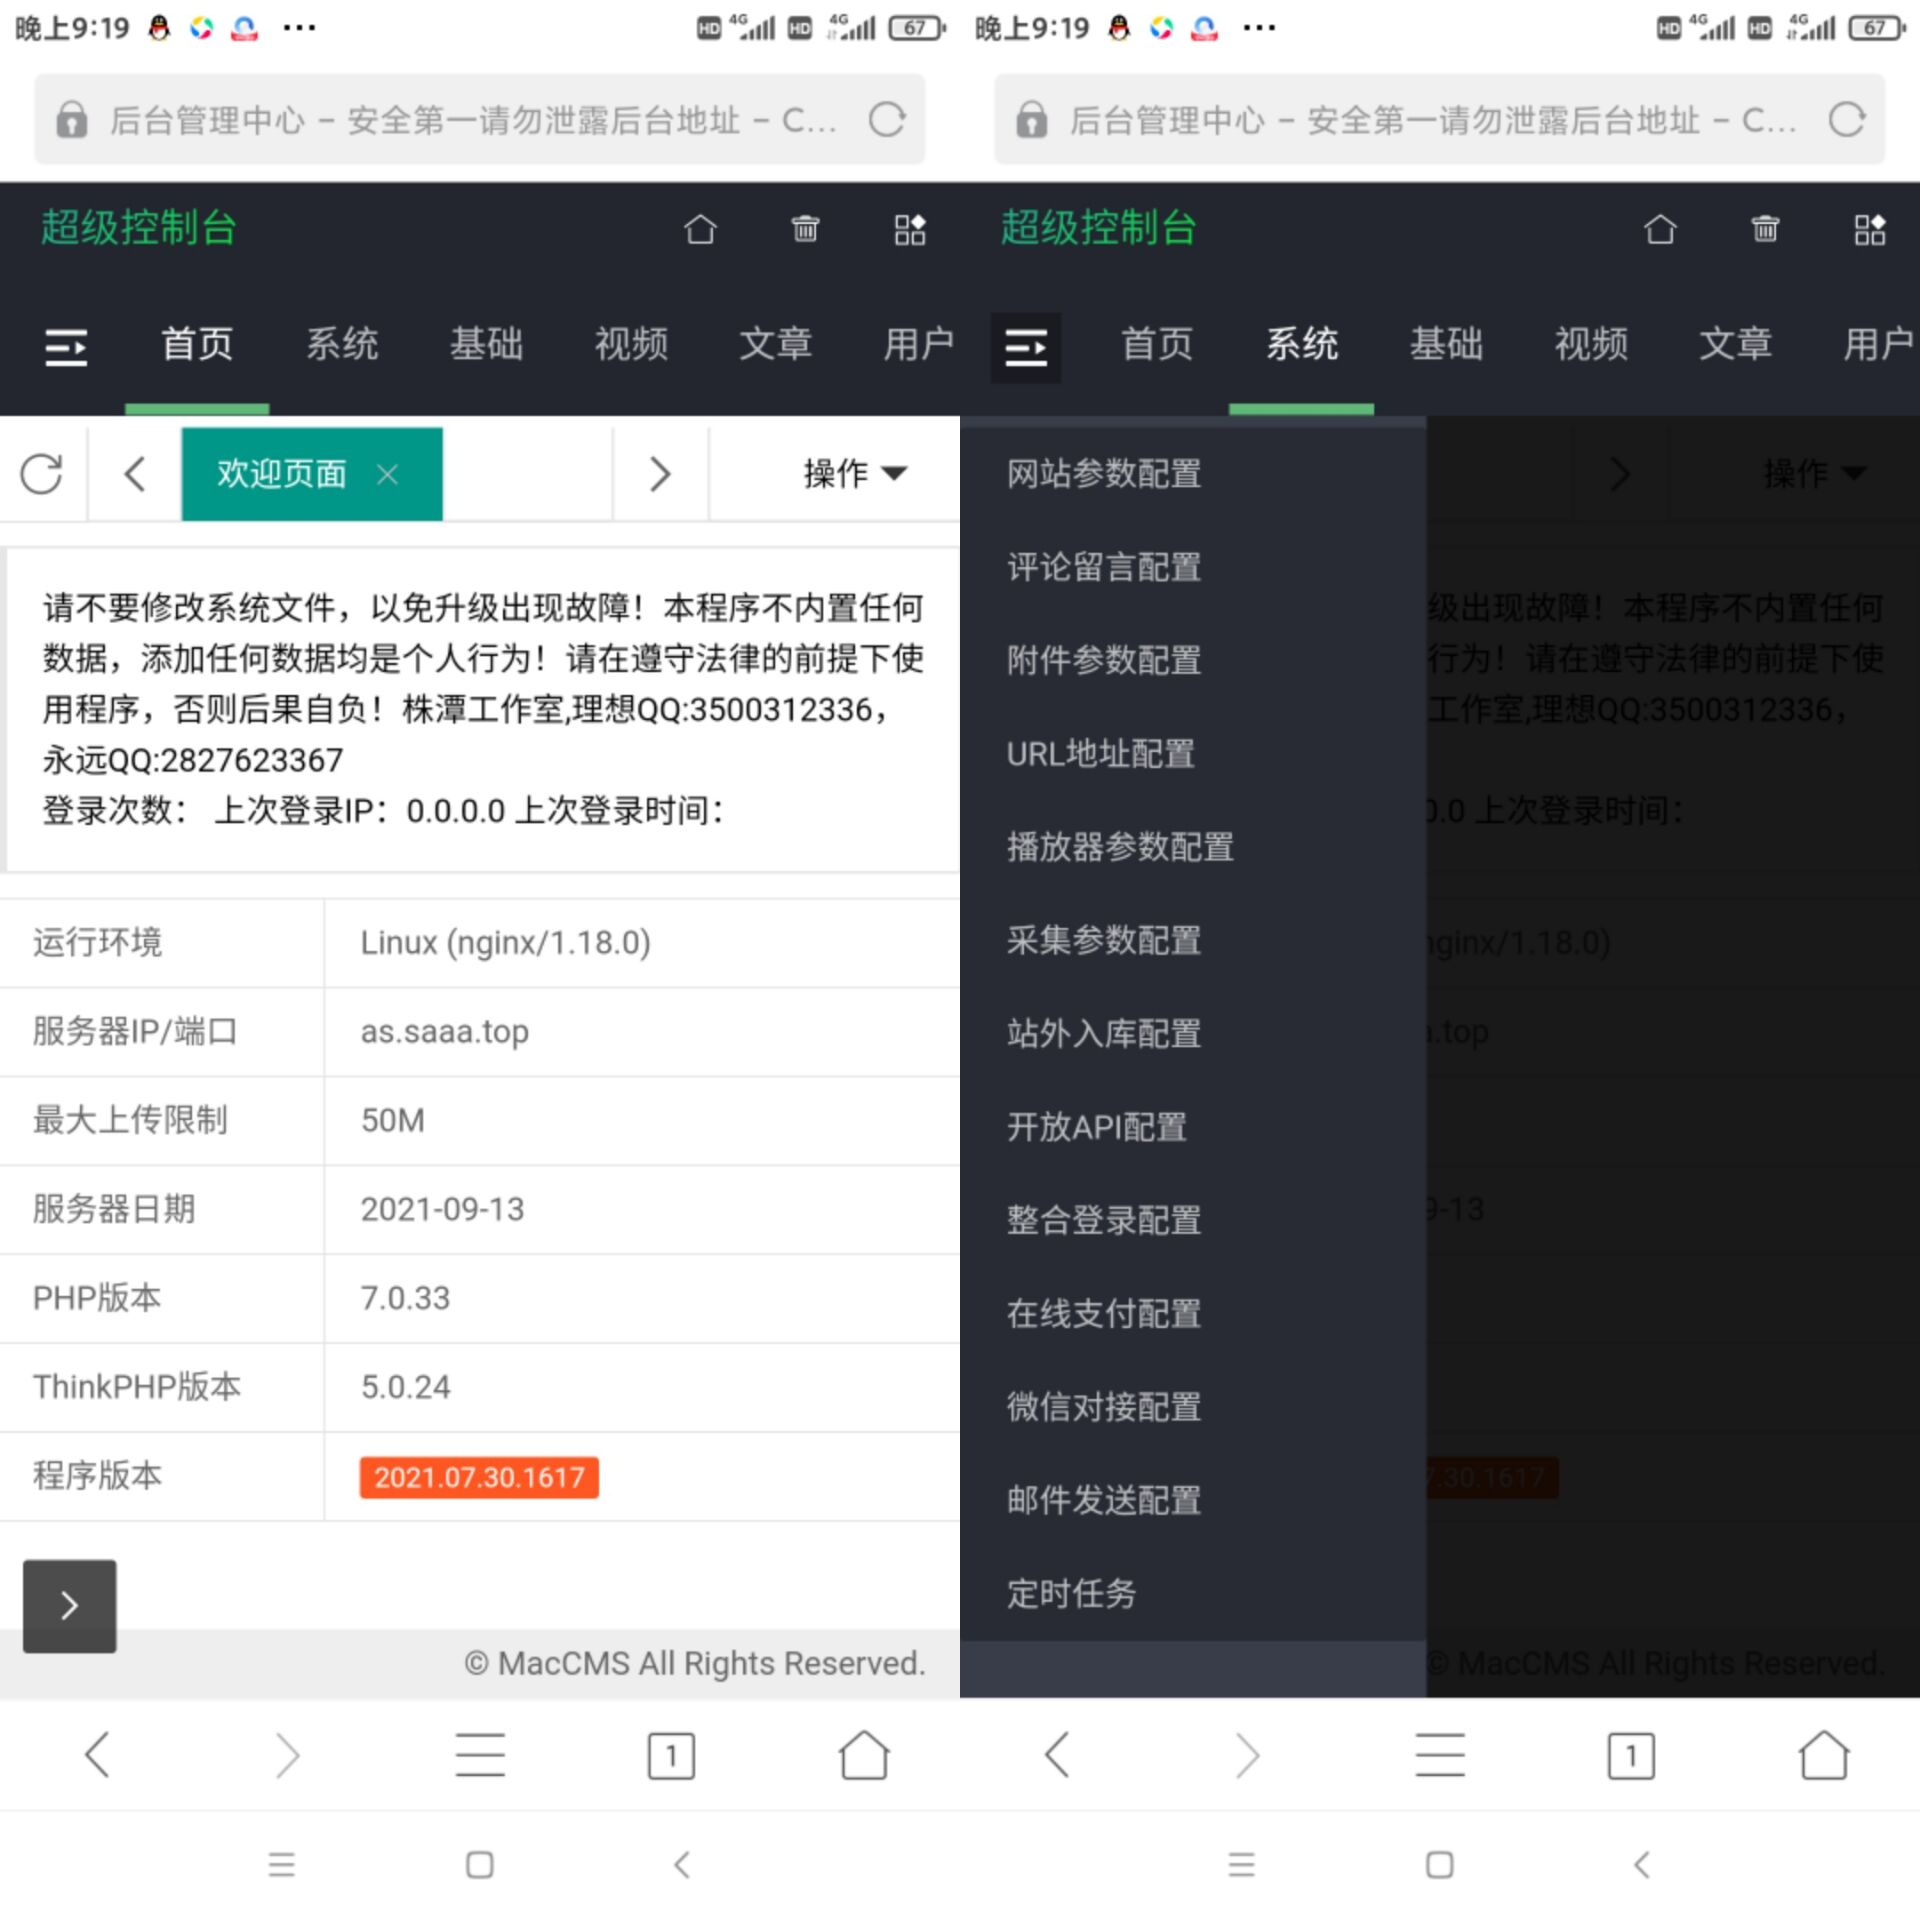 晚上9:19
HD 4G HD 4G 67
后台管理中心 - 安全第一请勿泄露后台地址 - C...
超级控制台
首页 系统 基础 视频 文章 用户
欢迎页面
操作
请不要修改系统文件，以免升级出现故障！本程序不内置任何
数据，添加任何数据均是个人行为！请在遵守法律的前提下使
用程序，否则后果自负！株潭工作室,理想QQ:3500312336，
永远QQ:2827623367
登录次数： 上次登录IP：0.0.0.0 上次登录时间：
运行环境 Linux (nginx/1.18.0)
服务器IP/端口 as.saaa.top
最大上传限制 50M
服务器日期 2021-09-13
PHP版本 7.0.33
ThinkPHP版本 5.0.24
程序版本 2021.07.30.1617
© MacCMS All Rights Reserved.
1
晚上9:19
HD 4G HD 4G 67
后台管理中心 - 安全第一请勿泄露后台地址 - C...
超级控制台
首页 系统 基础 视频 文章 用户
操作
网站参数配置
评论留言配置
附件参数配置
URL地址配置
播放器参数配置
采集参数配置
站外入库配置
开放API配置
整合登录配置
在线支付配置
微信对接配置
邮件发送配置
定时任务
级出现故障！本程序不内置任何
行为！请在遵守法律的前提下使
工作室,理想QQ:3500312336，
0.0 上次登录时间：
nginx/1.18.0)
a.top
9-13
7.30.1617
© MacCMS All Rights Reserved.
1